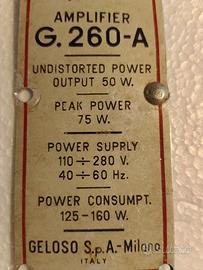 AMPLIFIER
G.260-A
UNDISTORTED POWER
OUTPUT 50 W.
PEAK POWER
75 W.
POWER SUPPLY
110÷280 V.
40÷60 Hz.
POWER CONSUMPT.
125-160 W.
GELOSO S.p.A.-Milano
ITALY